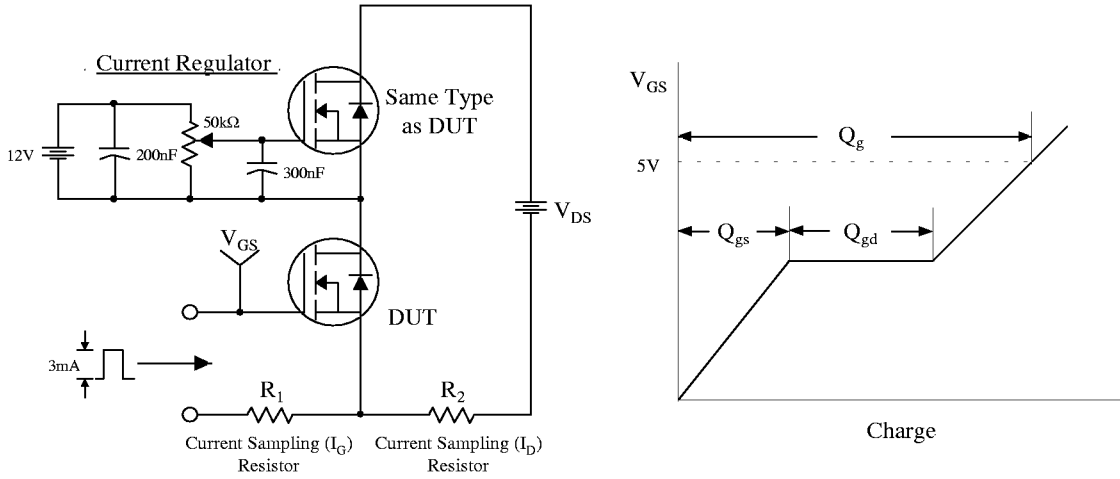 Current Regulator
12V
200nF
50kΩ
300nF
Same Type
as DUT
V_DS
V_GS
DUT
3mA
R_1
R_2
Current Sampling (I_G)
Resistor
Current Sampling (I_D)
Resistor
V_GS
Q_g
5V
Q_gs
Q_gd
Charge